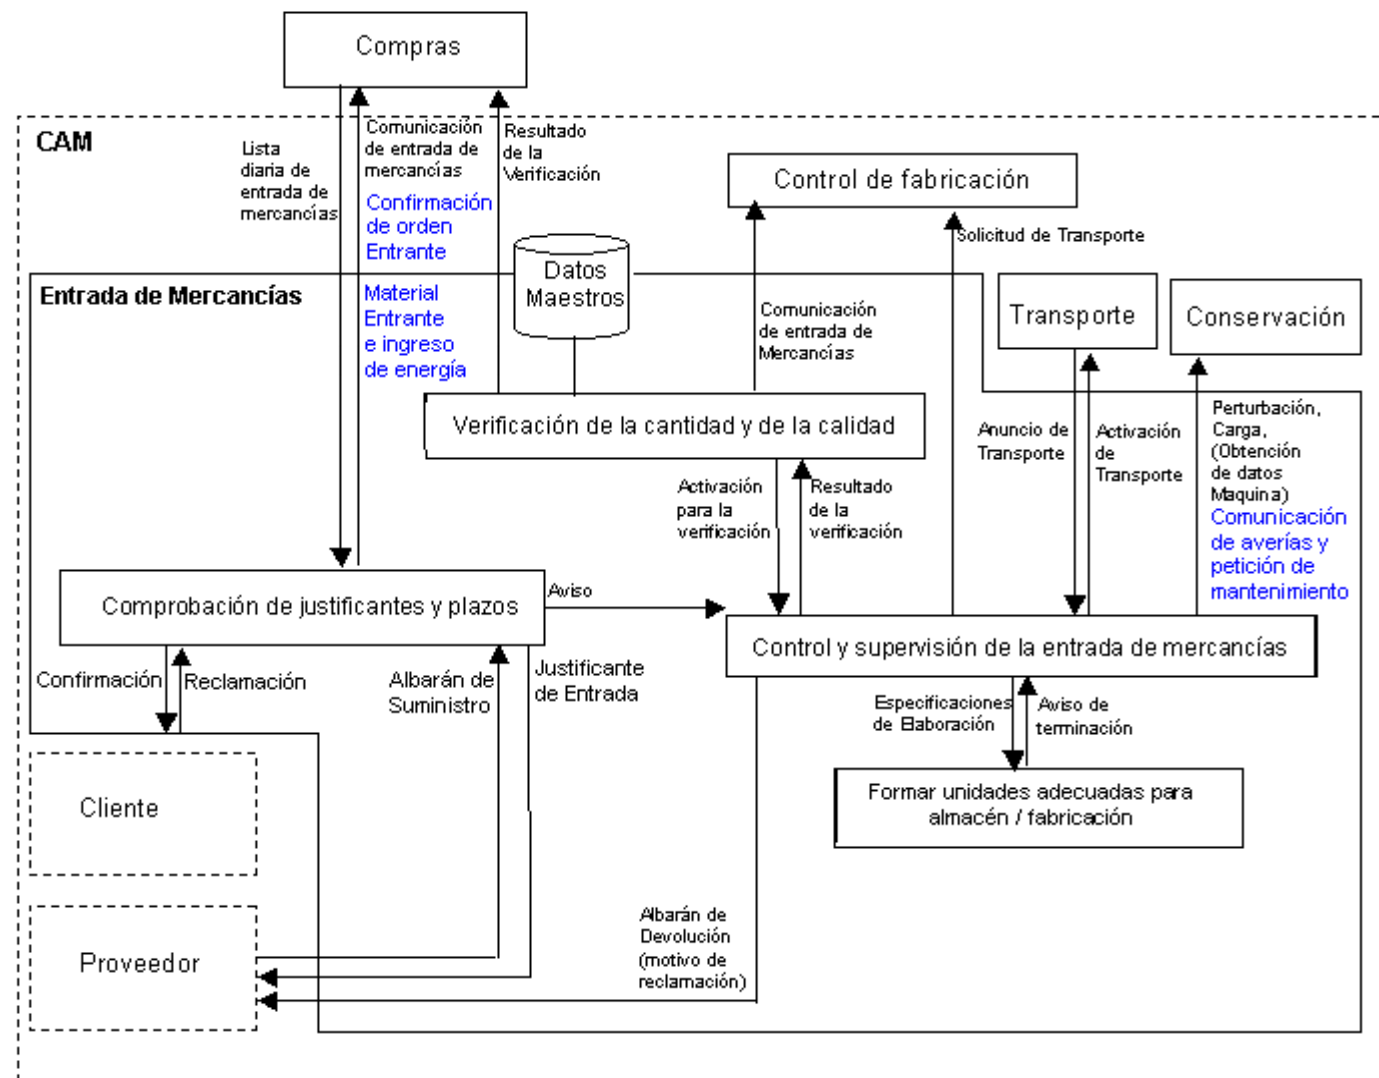 Compras
CAM
Lista
diaria de
entrada de
mercancías
Comunicación
de entrada de
mercancías
Confirmación
de orden
Entrante
Resultado
de la
Verificación
Control de fabricación
Solicitud de Transporte
Entrada de Mercancías
Material
Entrante
e ingreso
de energía
Datos
Maestros
Comunicación
de entrada de
Mercancías
Transporte
Conservación
Verificación de la cantidad y de la calidad
Anuncio de
Transporte
Activación
de
Transporte
Perturbación,
Carga,
(Obtención
de datos
Maquina)
Comunicación
de averías y
petición de
mantenimiento
Activación
para la
verificación
Resultado
de la
verificación
Comprobación de justificantes y plazos
Aviso
Control y supervisión de la entrada de mercancías
Confirmación
Reclamación
Albarán de
Suministro
Justificante
de Entrada
Especificaciones
de Elaboración
Aviso de
terminación
Formar unidades adecuadas para
almacén / fabricación
Cliente
Proveedor
Albarán de
Devolución
(motivo de
reclamación)